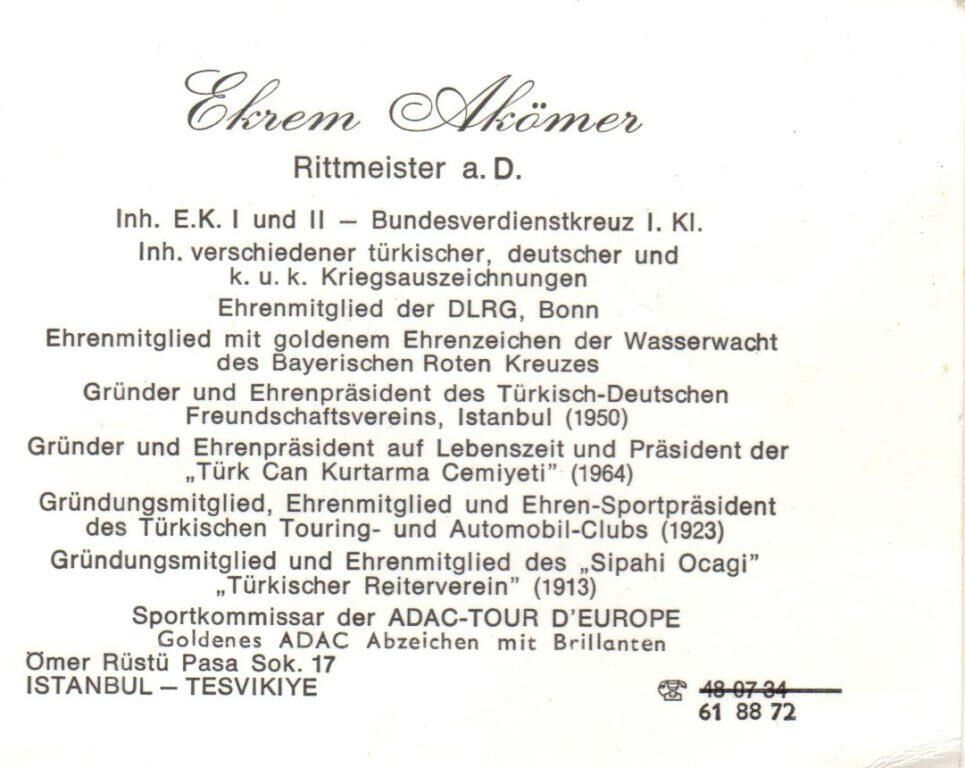 Ekrem Akömer
Rittmeister a. D.
Inh. E.K. I und II – Bundesverdienstkreuz I. Kl.
Inh. verschiedener türkischer, deutscher und
k. u. k. Kriegsauszeichnungen
Ehrenmitglied der DLRG, Bonn
Ehrenmitglied mit goldenem Ehrenzeichen der Wasserwacht
des Bayerischen Roten Kreuzes
Gründer und Ehrenpräsident des Türkisch-Deutschen
Freundschaftsvereins, Istanbul (1950)
Gründer und Ehrenpräsident auf Lebenszeit und Präsident der
„Türk Can Kurtarma Cemiyeti” (1964)
Gründungsmitglied, Ehrenmitglied und Ehren-Sportpräsident
des Türkischen Touring- und Automobil-Clubs (1923)
Gründungsmitglied und Ehrenmitglied des „Sipahi Ocagi”
„Türkischer Reiterverein” (1913)
Sportkommissar der ADAC-TOUR D'EUROPE
Goldenes ADAC Abzeichen mit Brillanten
Ömer Rüstü Pasa Sok. 17
ISTANBUL – TESVIKIYE
48 07 34
61 88 72